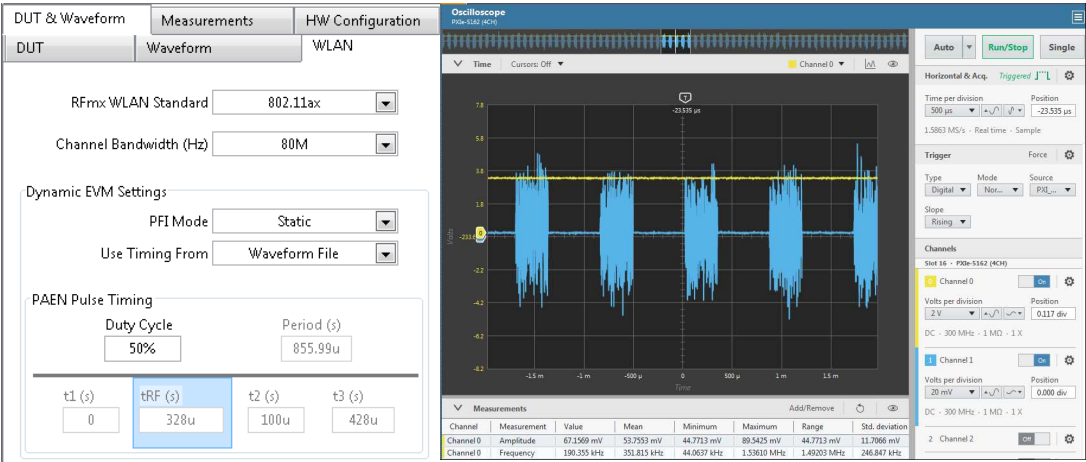 DUT & Waveform Measurements HW Configuration
DUT Waveform WLAN
RFmx WLAN Standard 802.11ax
Channel Bandwidth (Hz) 80M
Dynamic EVM Settings
PFI Mode Static
Use Timing From Waveform File
PAEN Pulse Timing
Duty Cycle Period (s)
50% 855.99u
t1 (s) tRF (s) t2 (s) t3 (s)
0 328u 100u 428u
Oscilloscope
PXIe-5162 (4CH)
Time Cursors: Off Channel 0
-23.535 µs
7.8
5.8
3.8
1.8
0
-2.2
-4.2
-6.2
-8.2
Volts
-1.5 m -1 m -500 µ 0 500 µ 1 m 1.5 m
Time
Measurements Add/Remove
Channel Measurement Value Mean Minimum Maximum Range Std. deviation
Channel 0 Amplitude 67.1569 mV 53.7553 mV 44.7713 mV 89.5425 mV 44.7713 mV 11.7066 mV
Channel 0 Frequency 190.355 kHz 351.815 kHz 44.0637 kHz 1.53610 MHz 1.49203 MHz 246.847 kHz
Auto Run/Stop Single
Horizontal & Acq. Triggered
Time per division Position
500 µs -23.535 µs
1.5863 MS/s - Real time - Sample
Trigger Force
Type Mode Source
Digital Nor... PXI_...
Slope
Rising
Channels
Slot 16 - PXIe-5162 (4CH)
0 Channel 0 On
Volts per division Position
2 V 0.117 div
DC - 300 MHz - 1 MΩ - 1 X
1 Channel 1 On
Volts per division Position
20 mV 0.000 div
DC - 300 MHz - 1 MΩ - 1 X
2 Channel 2 Off